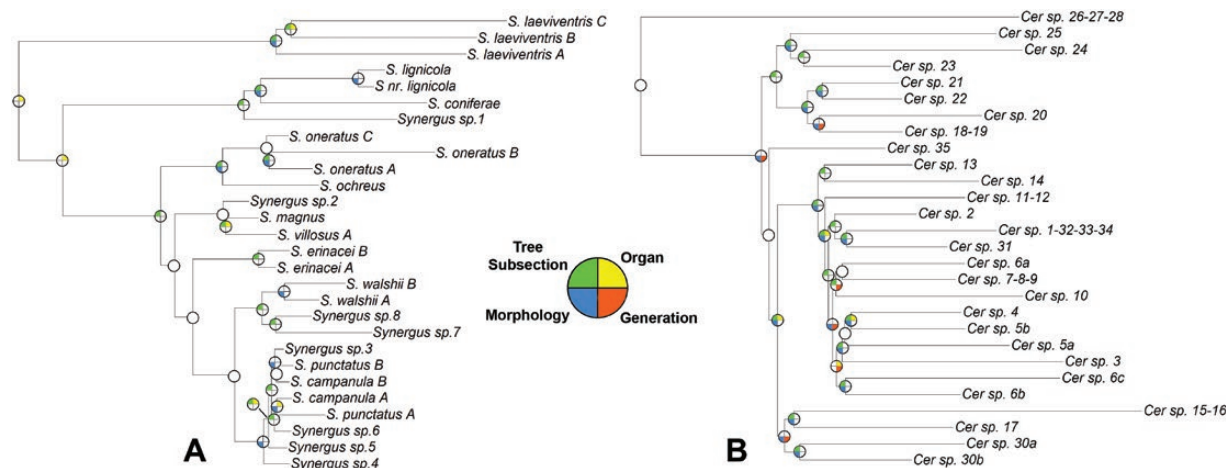 S. laeviventris C
S. laeviventris B
S. laeviventris A
S. lignicola
S nr. lignicola
S. coniferae
Synergus sp.1
S. oneratus C
S. oneratus B
S. oneratus A
S. ochreus
Synergus sp.2
S. magnus
S. villosus A
S. erinacei B
S. erinacei A
S. walshii B
S. walshii A
Synergus sp.8
Synergus sp.7
Synergus sp.3
S. punctatus B
S. campanula B
S. campanula A
S. punctatus A
Synergus sp.6
Synergus sp.5
Synergus sp.4
A
Tree
Subsection
Organ
Morphology
Generation
Cer sp. 26-27-28
Cer sp. 25
Cer sp. 24
Cer sp. 23
Cer sp. 21
Cer sp. 22
Cer sp. 20
Cer sp. 18-19
Cer sp. 35
Cer sp. 13
Cer sp. 14
Cer sp. 11-12
Cer sp. 2
Cer sp. 1-32-33-34
Cer sp. 31
Cer sp. 6a
Cer sp. 7-8-9
Cer sp. 10
Cer sp. 4
Cer sp. 5b
Cer sp. 5a
Cer sp. 3
Cer sp. 6c
Cer sp. 6b
Cer sp. 15-16
Cer sp. 17
Cer sp. 30a
Cer sp. 30b
B